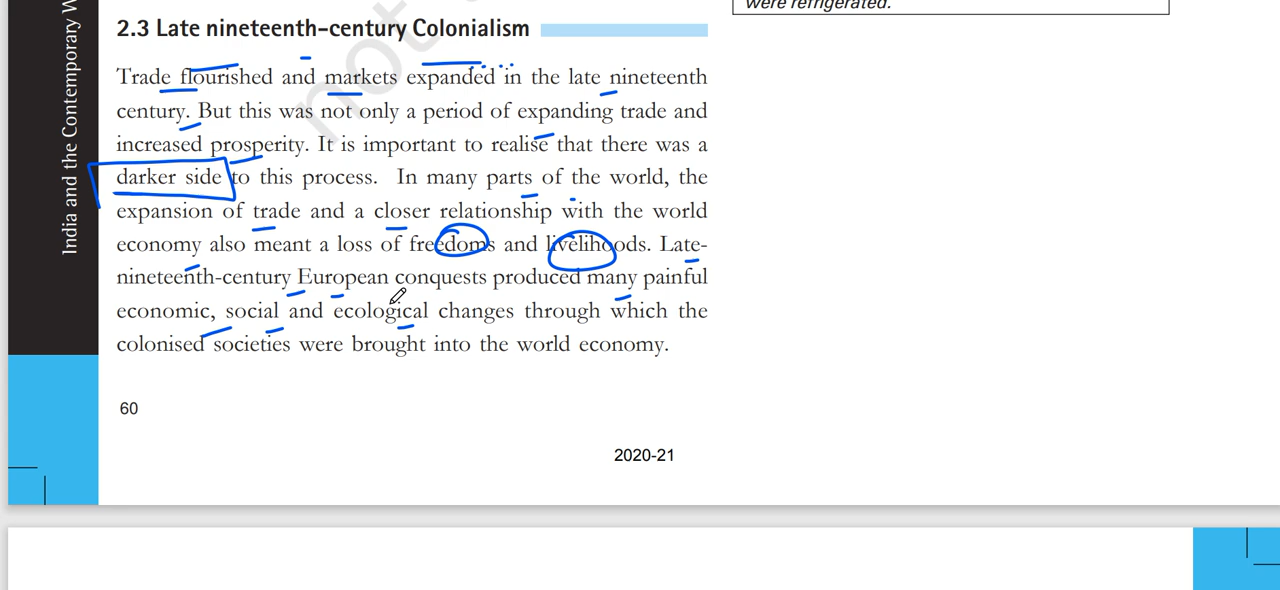 were refrigerated.
2.3 Late nineteenth-century Colonialism
Trade flourished and markets expanded in the late nineteenth
century. But this was not only a period of expanding trade and
increased prosperity. It is important to realise that there was a
darker side to this process. In many parts of the world, the
expansion of trade and a closer relationship with the world
economy also meant a loss of freedoms and livelihoods. Late-
nineteenth-century European conquests produced many painful
economic, social and ecological changes through which the
colonised societies were brought into the world economy.
India and the Contemporary W
not
60
2020-21